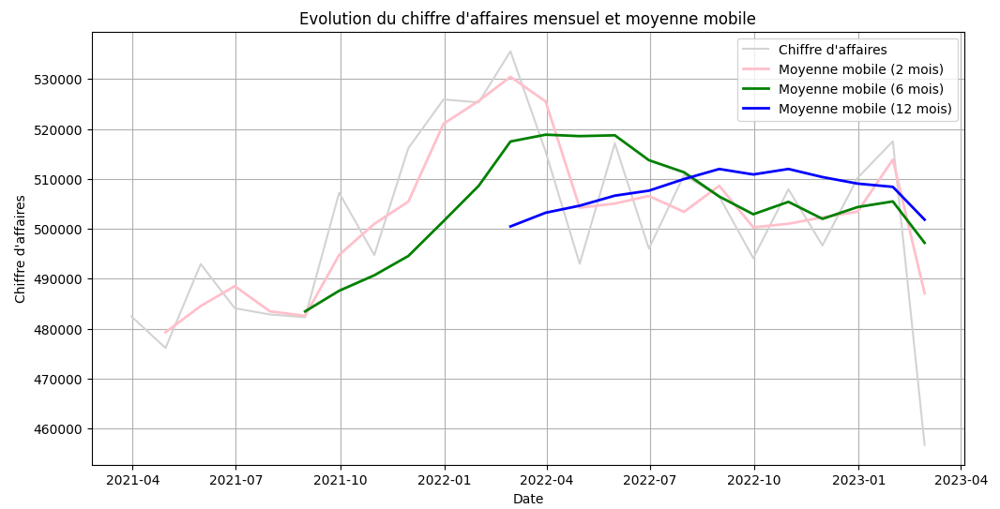 Evolution du chiffre d'affaires mensuel et moyenne mobile
Chiffre d'affaires
Moyenne mobile (2 mois)
Moyenne mobile (6 mois)
Moyenne mobile (12 mois)
Chiffre d'affaires
530000
520000
510000
500000
490000
480000
470000
460000
2021-04 2021-07 2021-10 2022-01 2022-04 2022-07 2022-10 2023-01 2023-04
Date